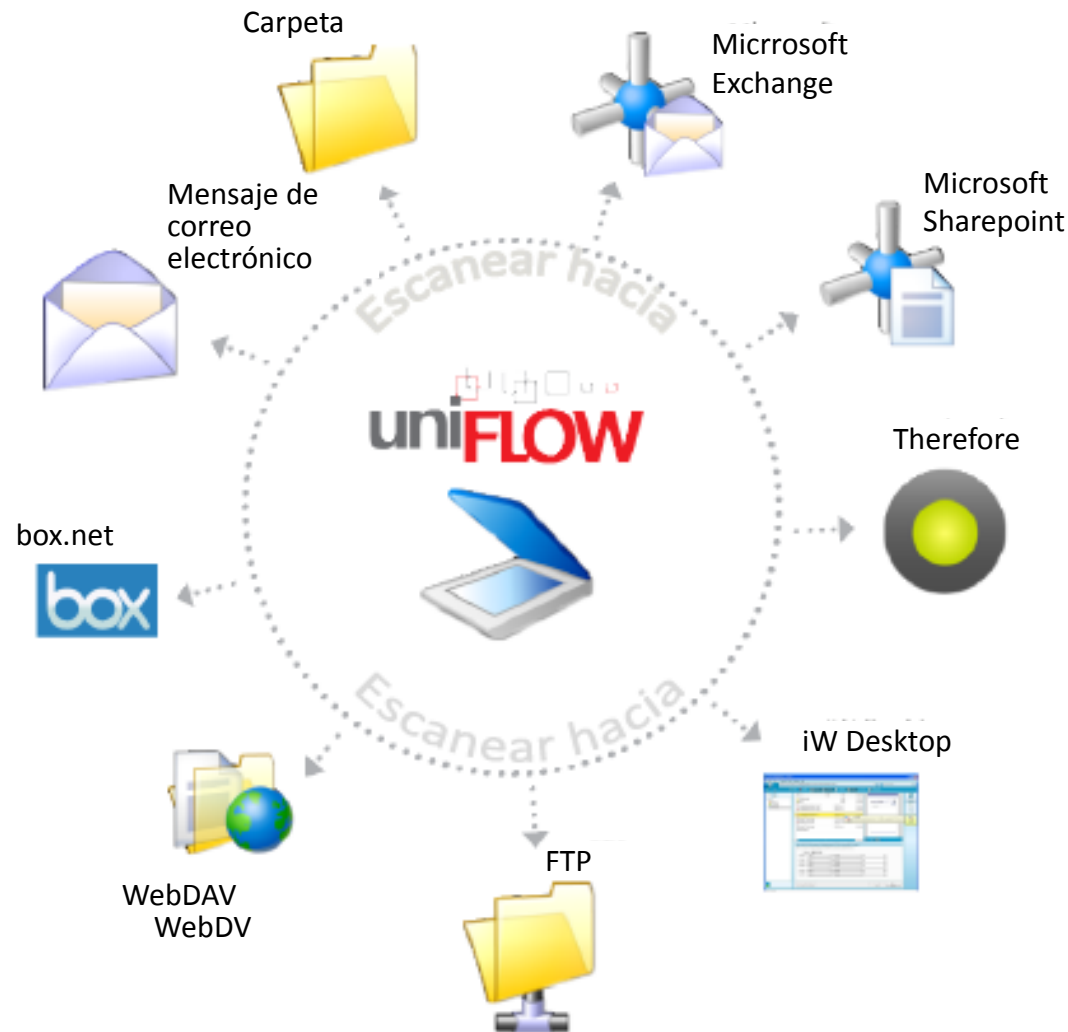 Carpeta
Micrrosoft
Exchange
Mensaje de
correo
electrónico
Microsoft
Sharepoint
Escanear hacia
uniFLOW
Therefore
box.net
box
Escanear hacia
iW Desktop
FTP
WebDAV
WebDV